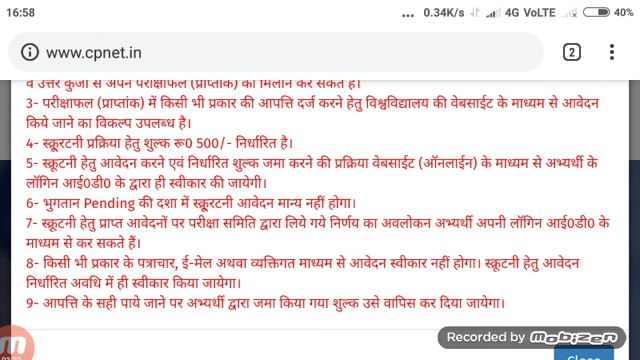 16:58 ... 0.34K/s 4G VoLTE 40%
www.cpnet.in 2
व उत्तर कुंजी से अपने परीक्षाफल (प्राप्तांक) का मिलान कर सकते हैं।
3- परीक्षाफल (प्राप्तांक) में किसी भी प्रकार की आपत्ति दर्ज करने हेतु विश्वविद्यालय की वेबसाईट के माध्यम से आवेदन
किये जाने का विकल्प उपलब्ध है।
4- स्क्रूरटनी प्रक्रिया हेतु शुल्क रू0 500/- निर्धारित है।
5- स्क्रूटनी हेतु आवेदन करने एवं निर्धारित शुल्क जमा करने की प्रक्रिया वेबसाईट (ऑनलाईन) के माध्यम से अभ्यर्थी के
लॉगिन आई0डी0 के द्वारा ही स्वीकार की जायेगी।
6- भुगतान Pending की दशा में स्क्रूरटनी आवेदन मान्य नहीं होगा।
7- स्क्रूटनी हेतु प्राप्त आवेदनों पर परीक्षा समिति द्वारा लिये गये निर्णय का अवलोकन अभ्यर्थी अपनी लॉगिन आई0डी0 के
माध्यम से कर सकते हैं।
8- किसी भी प्रकार के पत्राचार, ई-मेल अथवा व्यक्तिगत माध्यम से आवेदन स्वीकार नहीं होगा। स्क्रूटनी हेतु आवेदन
निर्धारित अवधि में ही स्वीकार किया जायेगा।
9- आपत्ति के सही पाये जाने पर अभ्यर्थी द्वारा जमा किया गया शुल्क उसे वापिस कर दिया जायेगा।
Recorded by Mobizen
Close